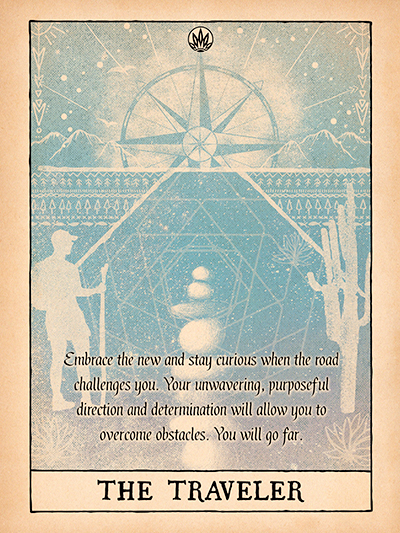 Embrace the new and stay curious when the road
challenges you. Your unwavering, purposeful
direction and determination will allow you to
overcome obstacles. You will go far.
THE TRAVELER